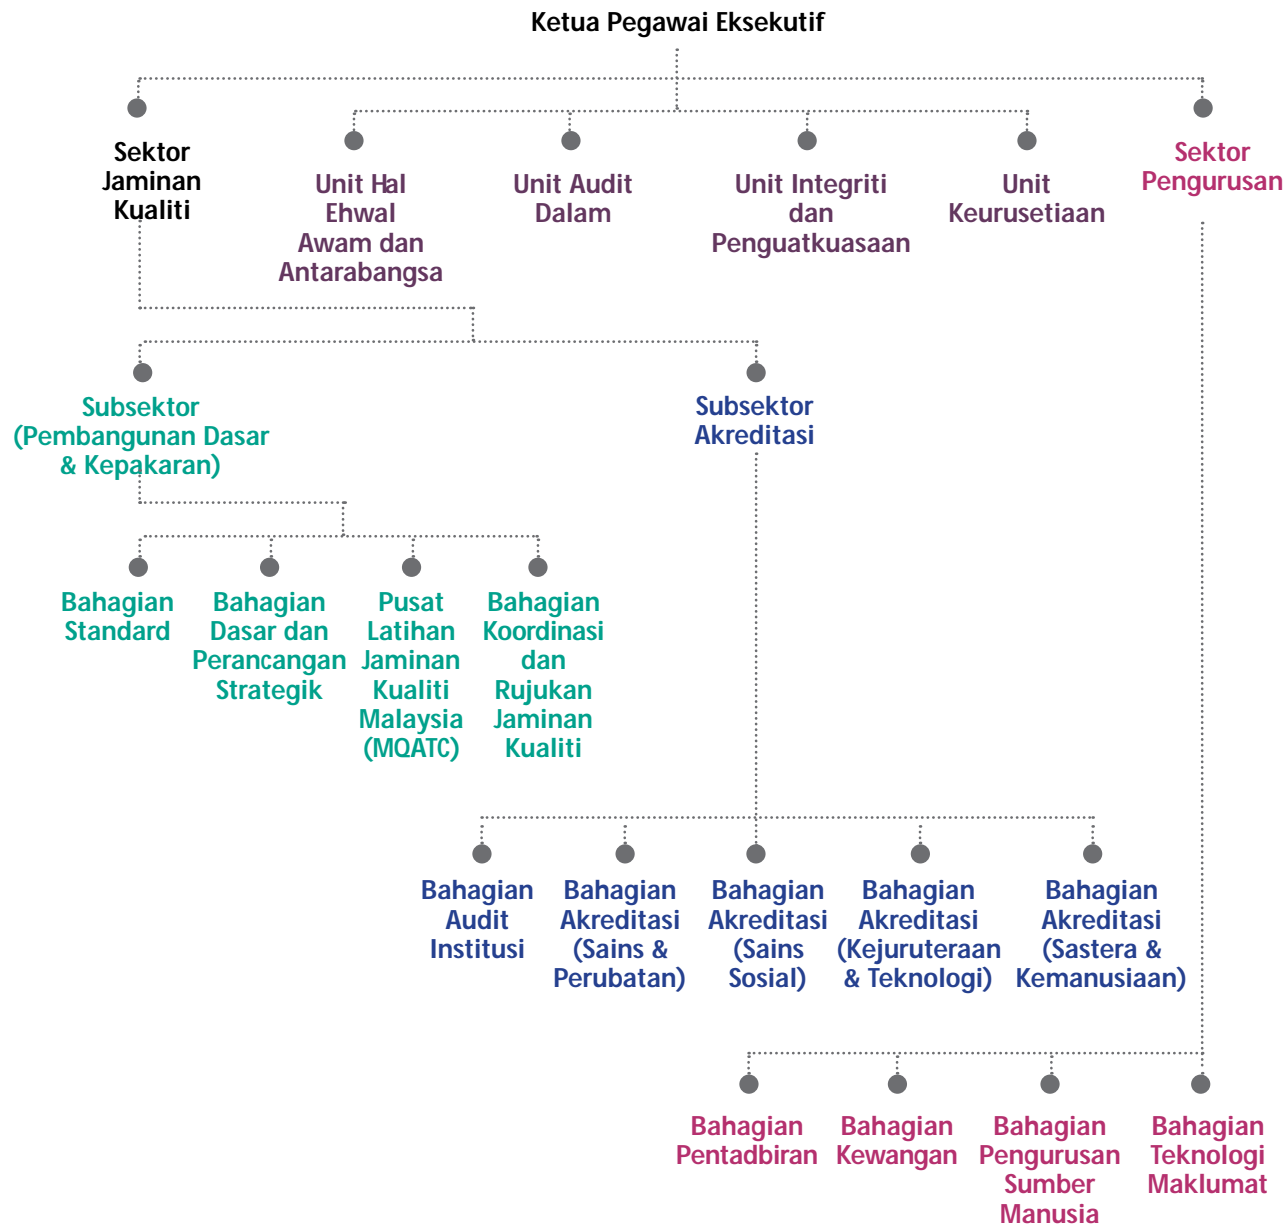 Ketua Pegawai Eksekutif
Sektor
Jaminan
Kualiti
Unit Hal
Ehwal
Awam dan
Antarabangsa
Unit Audit
Dalam
Unit Integriti
dan
Penguatkuasaan
Unit
Keurusetiaan
Sektor
Pengurusan
Subsektor
(Pembangunan Dasar
& Kepakaran)
Subsektor
Akreditasi
Bahagian
Standard
Bahagian
Dasar dan
Perancangan
Strategik
Pusat
Latihan
Jaminan
Kualiti
Malaysia
(MQATC)
Bahagian
Koordinasi
dan
Rujukan
Jaminan
Kualiti
Bahagian
Audit
Institusi
Bahagian
Akreditasi
(Sains &
Perubatan)
Bahagian
Akreditasi
(Sains
Sosial)
Bahagian
Akreditasi
(Kejuruteraan
& Teknologi)
Bahagian
Akreditasi
(Sastera &
Kemanusiaan)
Bahagian
Pentadbiran
Bahagian
Kewangan
Bahagian
Pengurusan
Sumber
Manusia
Bahagian
Teknologi
Maklumat